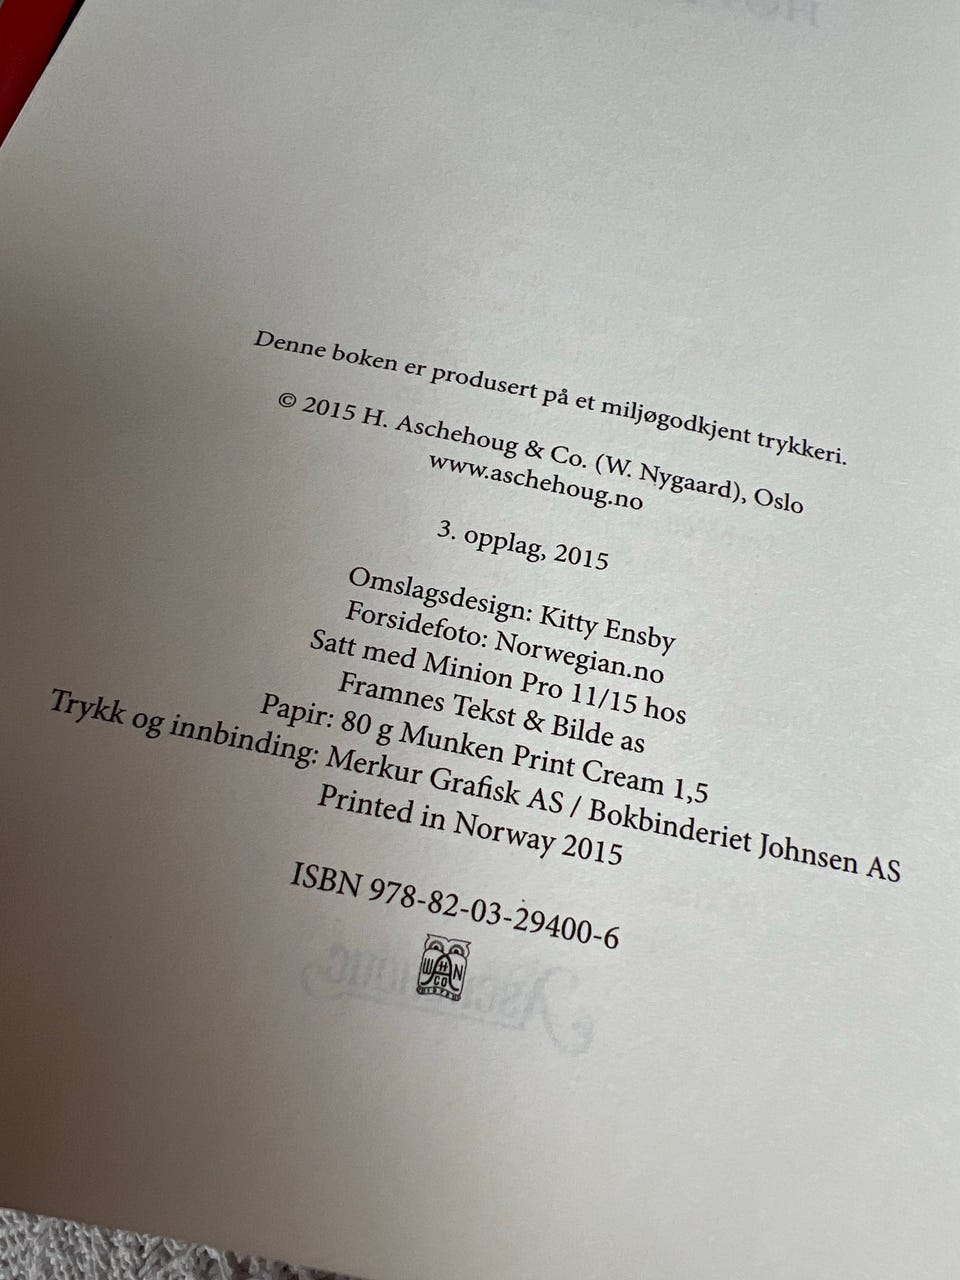 Denne boken er produsert på et miljøgodkjent trykkeri.
© 2015 H. Aschehoug & Co. (W. Nygaard), Oslo
www.aschehoug.no
3. opplag, 2015
Omslagsdesign: Kitty Ensby
Forsidefoto: Norwegian.no
Satt med Minion Pro 11/15 hos
Framnes Tekst & Bilde as
Papir: 80 g Munken Print Cream 1,5
Trykk og innbinding: Merkur Grafisk AS / Bokbinderiet Johnsen AS
Printed in Norway 2015
ISBN 978-82-03-29400-6
W H N
CO